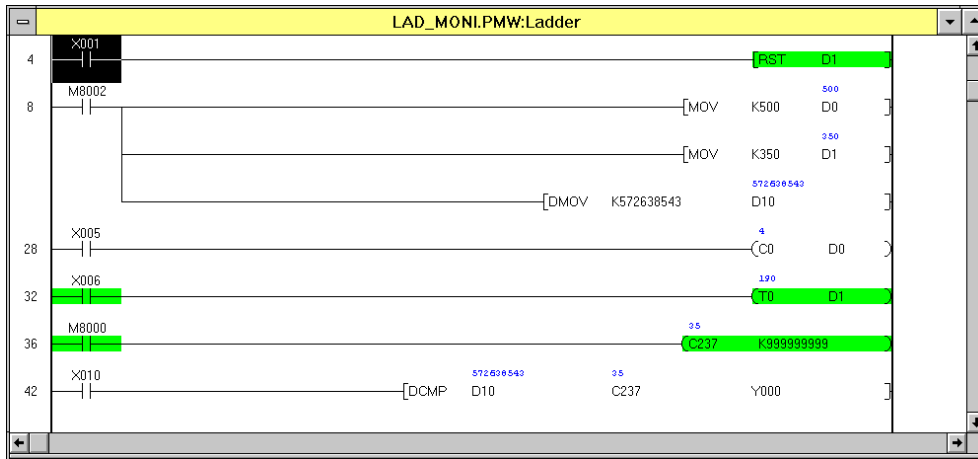 LAD_MONI.PMW:Ladder
X001
4 [RST D1 ]
M8002 500
8 [MOV K500 D0 ]
350
[MOV K350 D1 ]
572638543
[DMOV K572638543 D10 ]
X005 4
28 (C0 D0 )
X006 190
32 (T0 D1 )
M8000 35
36 (C237 K999999999 )
X010 572638543 35
42 [DCMP D10 C237 Y000 ]